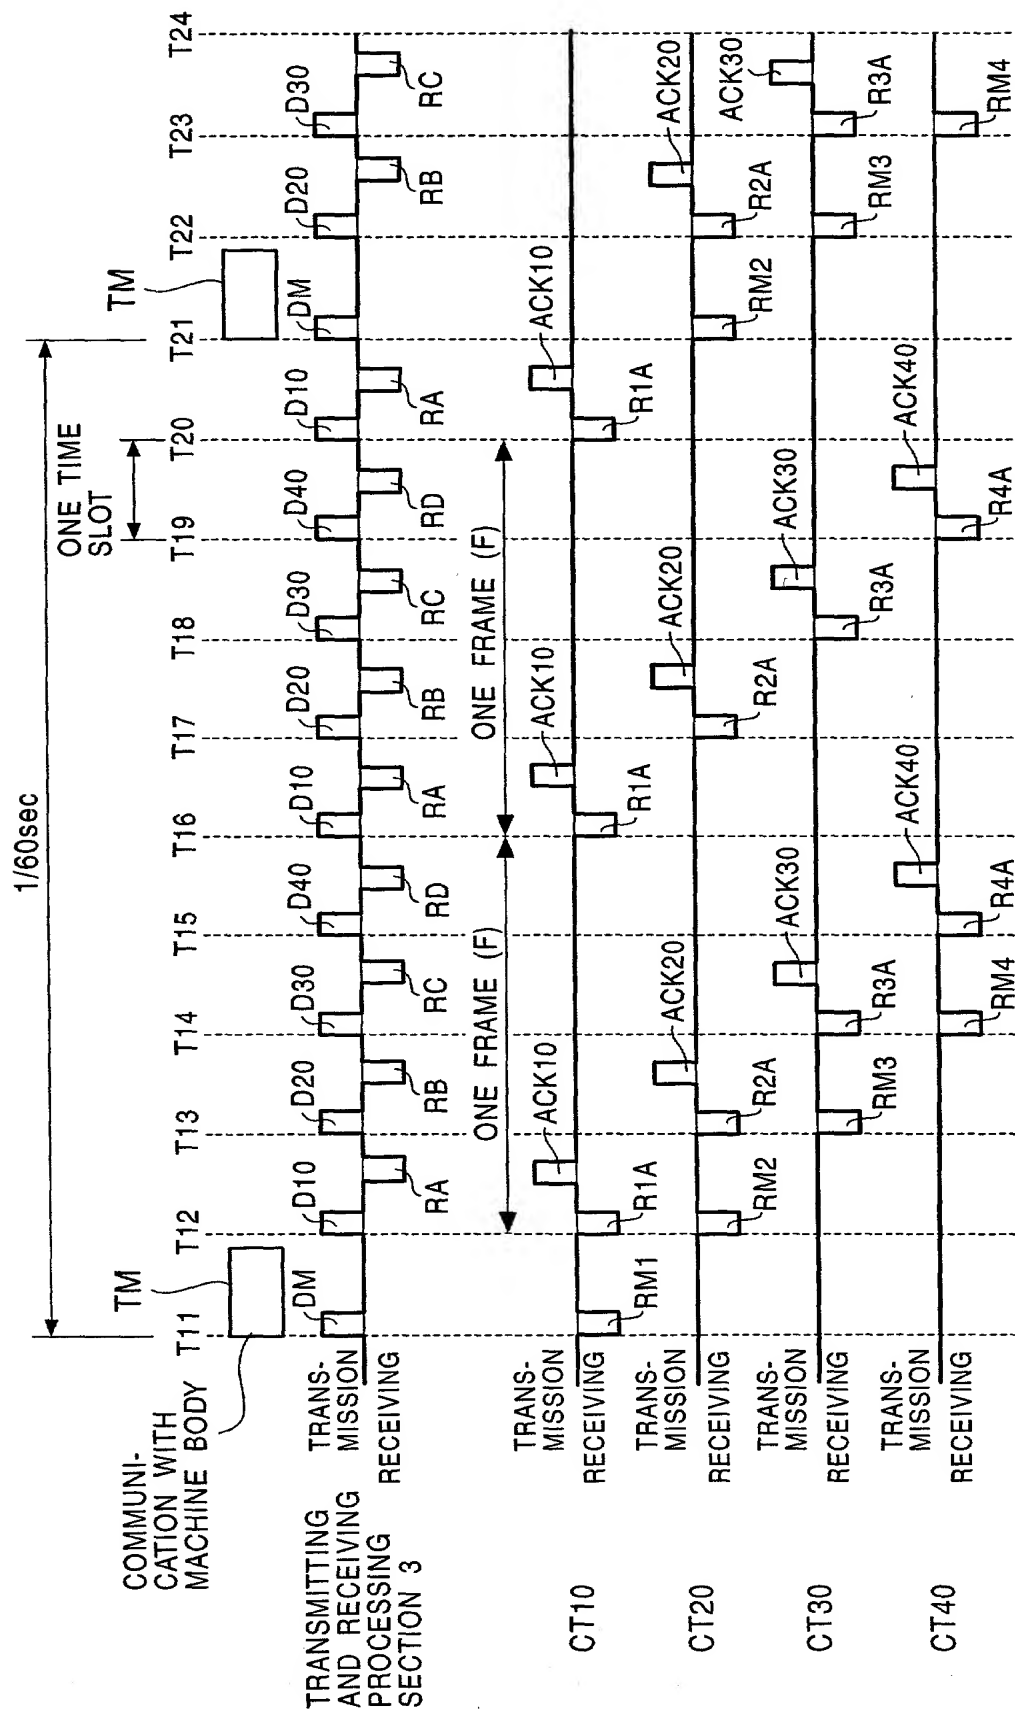 1/60sec
ONE TIME
SLOT
T11
T12
T13
T14
T15
T16
T17
T18
T19
T20
T21
T22
T23
T24
COMMUNI-
CATION WITH
MACHINE BODY
TM
TM
TRANSMITTING
AND RECEIVING
PROCESSING
SECTION 3
TRANS-
MISSION
RECEIVING
DM
D10
D20
D30
D40
D10
D20
D30
D40
D10
DM
D20
D30
RA
RB
RC
RD
RA
RB
RC
RD
RA
RB
RC
ONE FRAME (F)
ONE FRAME (F)
CT10
TRANS-
MISSION
RECEIVING
ACK10
ACK10
ACK10
RM1
R1A
R1A
R1A
CT20
TRANS-
MISSION
RECEIVING
ACK20
ACK20
ACK20
RM2
R2A
R2A
RM2
R2A
CT30
TRANS-
MISSION
RECEIVING
ACK30
ACK30
ACK30
RM3
R3A
R3A
RM3
R3A
CT40
TRANS-
MISSION
RECEIVING
ACK40
ACK40
RM4
R4A
R4A
RM4